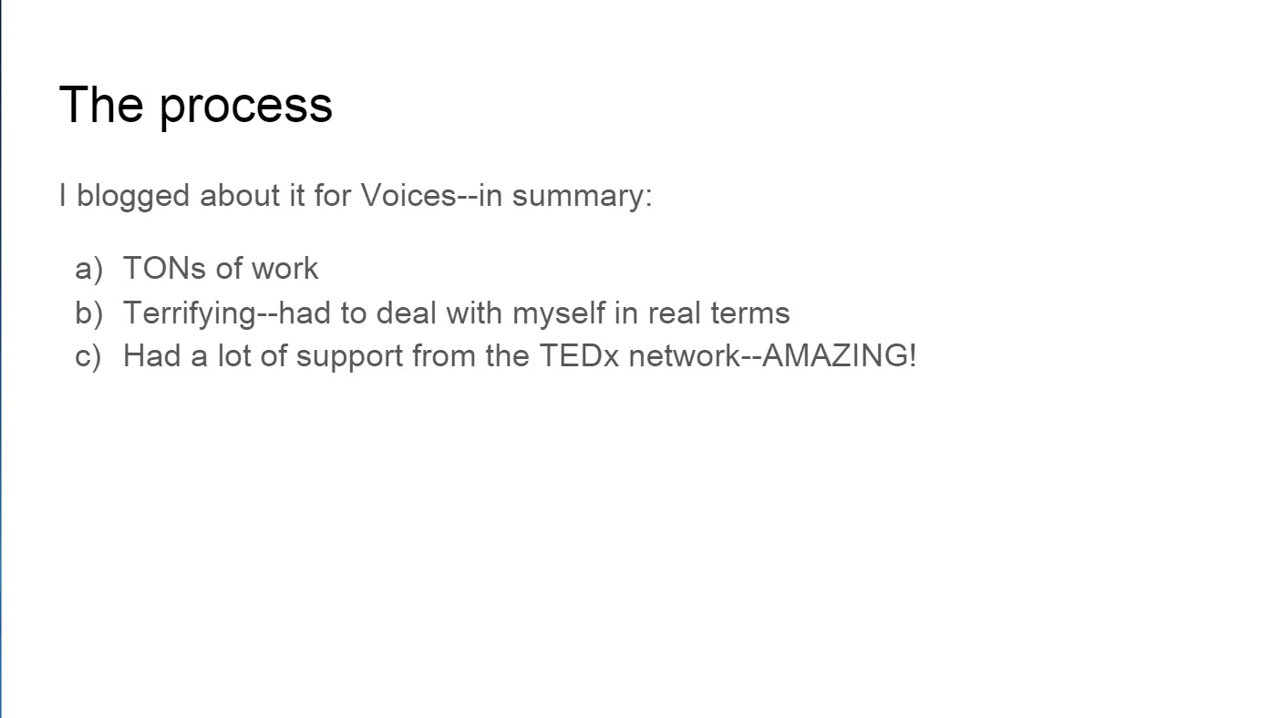 The process
I blogged about it for Voices--in summary:
a) TONs of work
b) Terrifying--had to deal with myself in real terms
c) Had a lot of support from the TEDx network--AMAZING!